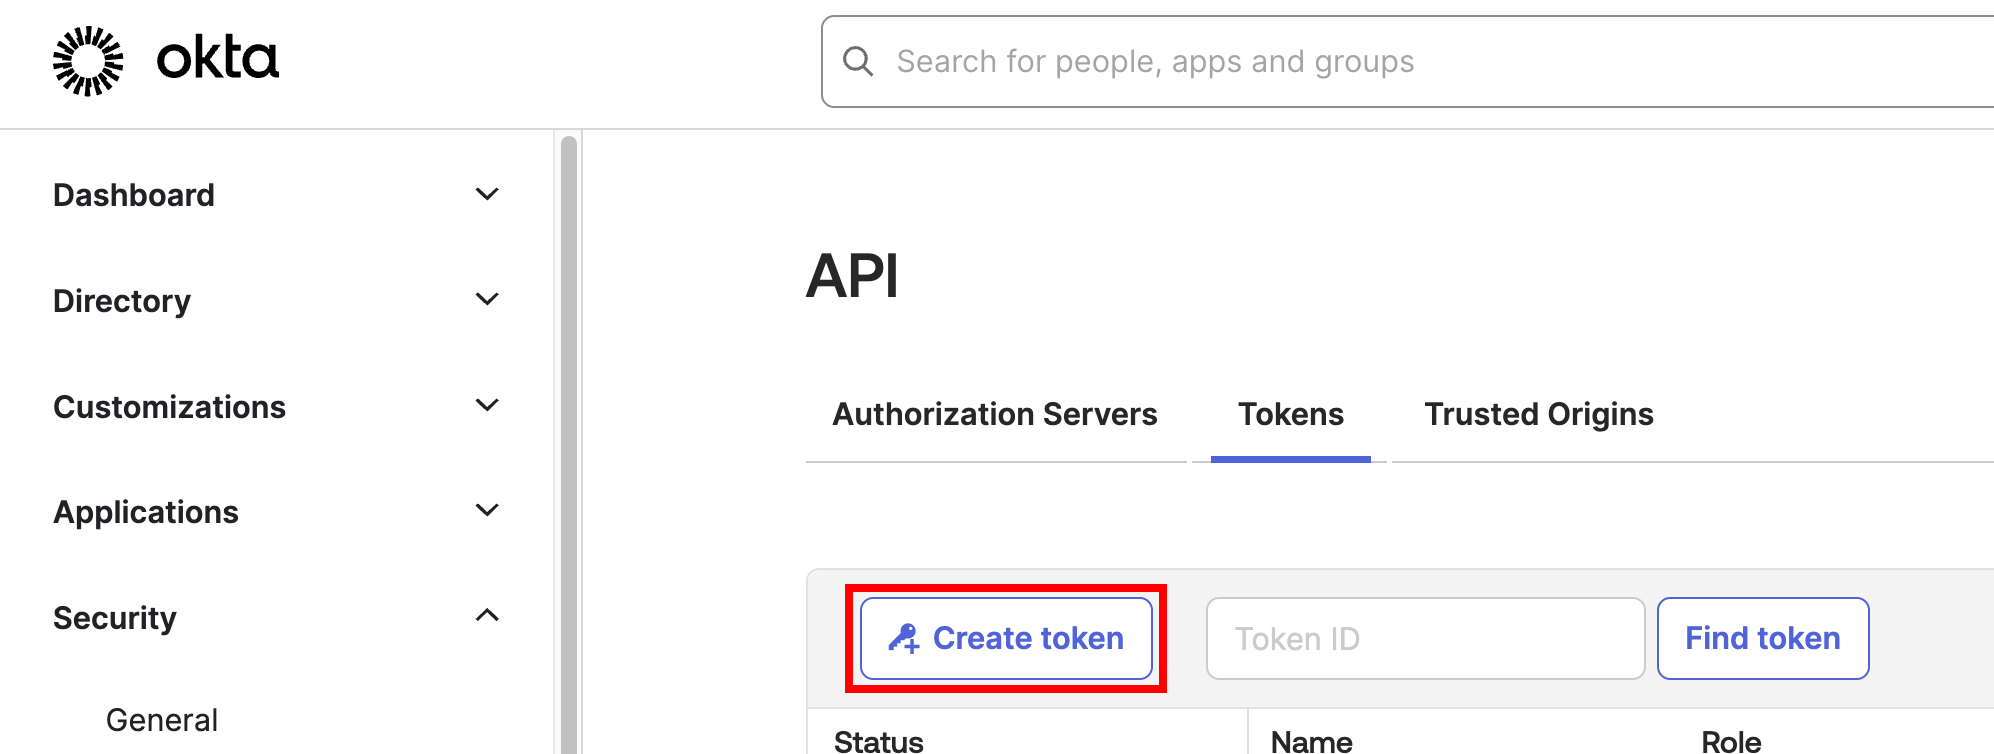 okta
Search for people, apps and groups
Dashboard
Directory
Customizations
Applications
Security
General
API
Authorization Servers
Tokens
Trusted Origins
Create token
Token ID
Find token
Status
Name
Role